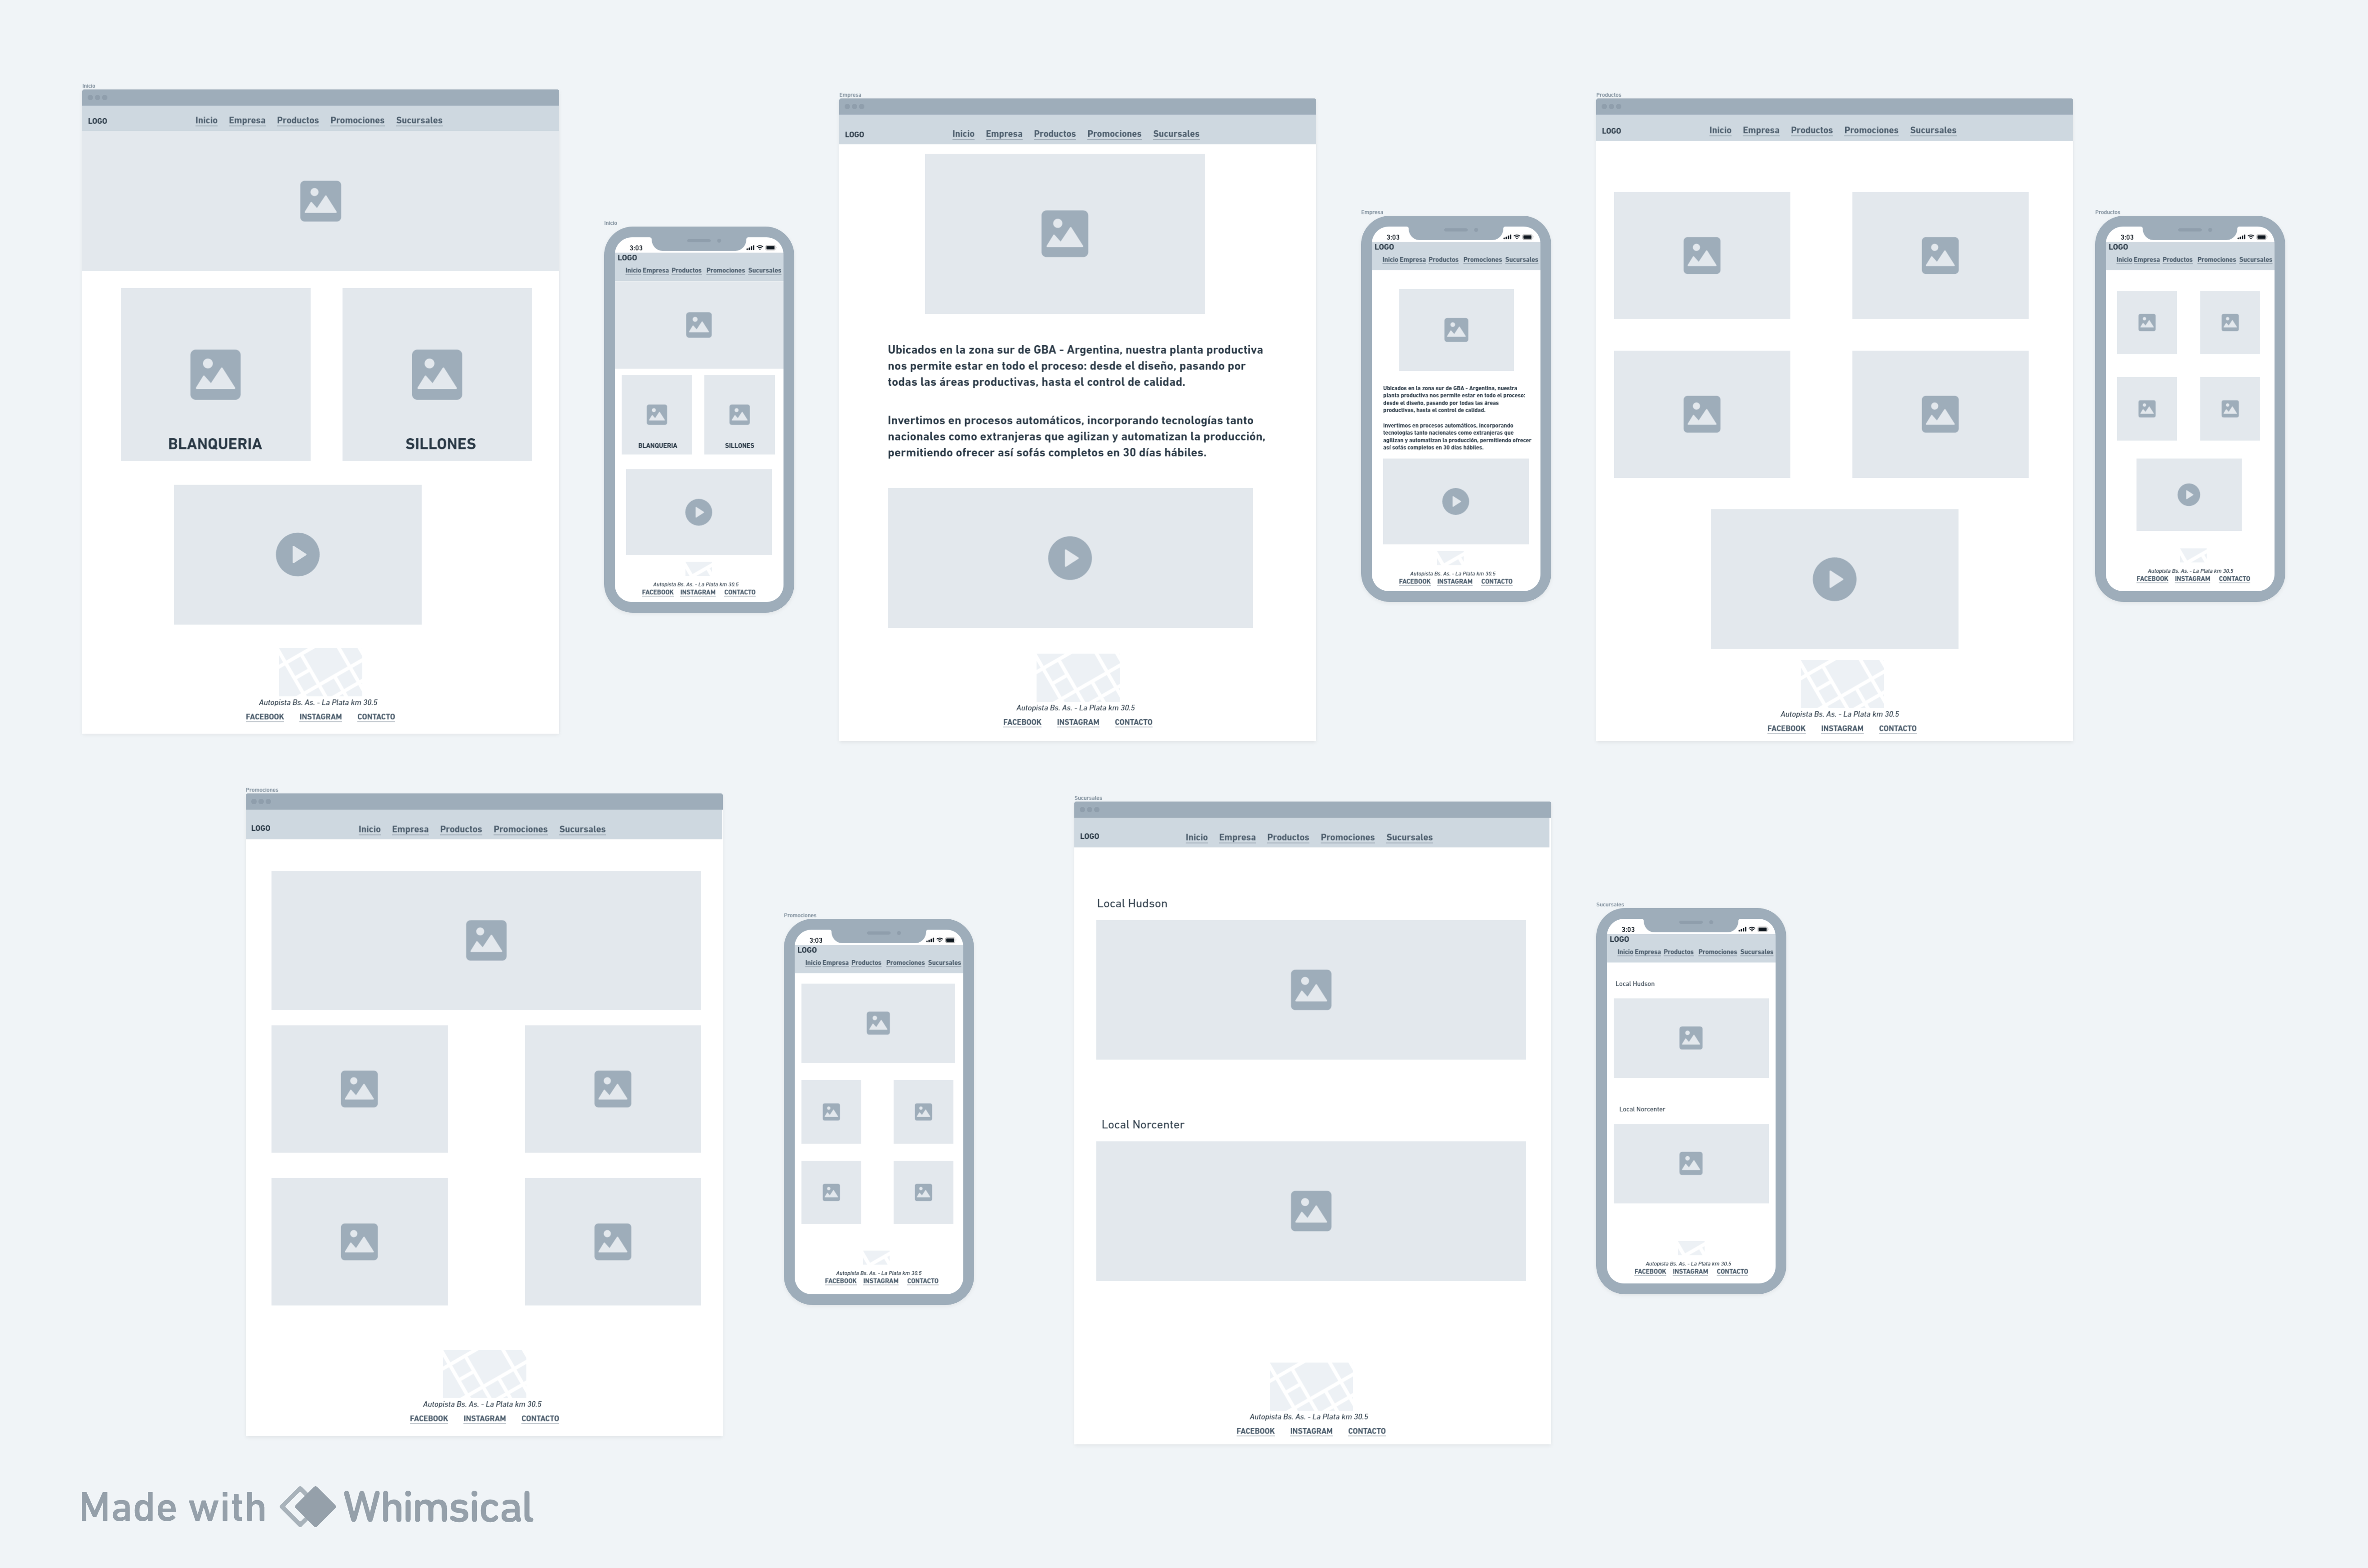 Inicio
LOGO
Inicio Empresa Productos Promociones Sucursales
BLANQUERIA SILLONES
Autopista Bs. As. - La Plata km 30.5
FACEBOOK INSTAGRAM CONTACTO
Inicio
3:03
LOGO
Inicio Empresa Productos Promociones Sucursales
BLANQUERIA SILLONES
Autopista Bs. As. - La Plata km 30.5
FACEBOOK INSTAGRAM CONTACTO
Empresa
LOGO
Inicio Empresa Productos Promociones Sucursales
Ubicados en la zona sur de GBA - Argentina, nuestra planta productiva
nos permite estar en todo el proceso: desde el diseño, pasando por
todas las áreas productivas, hasta el control de calidad.
Invertimos en procesos automáticos, incorporando tecnologías tanto
nacionales como extranjeras que agilizan y automatizan la producción,
permitiendo ofrecer así sofás completos en 30 días hábiles.
Autopista Bs. As. - La Plata km 30.5
FACEBOOK INSTAGRAM CONTACTO
Empresa
3:03
LOGO
Inicio Empresa Productos Promociones Sucursales
Ubicados en la zona sur de GBA - Argentina, nuestra
planta productiva nos permite estar en todo el proceso:
desde el diseño, pasando por todas las áreas
productivas, hasta el control de calidad.
Invertimos en procesos automáticos, incorporando
tecnologías tanto nacionales como extranjeras que
agilizan y automatizan la producción, permitiendo ofrecer
así sofás completos en 30 días hábiles.
Autopista Bs. As. - La Plata km 30.5
FACEBOOK INSTAGRAM CONTACTO
Productos
LOGO
Inicio Empresa Productos Promociones Sucursales
Autopista Bs. As. - La Plata km 30.5
FACEBOOK INSTAGRAM CONTACTO
Productos
3:03
LOGO
Inicio Empresa Productos Promociones Sucursales
Autopista Bs. As. - La Plata km 30.5
FACEBOOK INSTAGRAM CONTACTO
Promociones
LOGO
Inicio Empresa Productos Promociones Sucursales
Autopista Bs. As. - La Plata km 30.5
FACEBOOK INSTAGRAM CONTACTO
Promociones
3:03
LOGO
Inicio Empresa Productos Promociones Sucursales
Autopista Bs. As. - La Plata km 30.5
FACEBOOK INSTAGRAM CONTACTO
Sucursales
LOGO
Inicio Empresa Productos Promociones Sucursales
Local Hudson
Local Norcenter
Autopista Bs. As. - La Plata km 30.5
FACEBOOK INSTAGRAM CONTACTO
Sucursales
3:03
LOGO
Inicio Empresa Productos Promociones Sucursales
Local Hudson
Local Norcenter
Autopista Bs. As. - La Plata km 30.5
FACEBOOK INSTAGRAM CONTACTO
Made with Whimsical